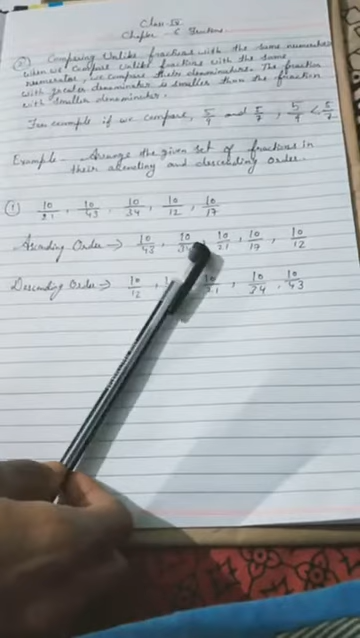 Class - IV
Chapter - 6 Fractions
Comparing Unlike fractions with the same numerator
when we compare unlike fractions with the same
numerator, we compare their denominators. The fraction
with greater denominator is smaller than the fraction
with smaller denominator.
For example if we compare, 5/9 and 5/7, 5/9 < 5/7
Example - Arrange the given set of fractions in
their ascending and descending order.
① 10/21, 10/43, 10/34, 10/12, 10/17
Ascending Order → 10/43, 10/34, 10/21, 10/17, 10/12
Descending Order → 10/12, 10/21, 10/34, 10/43